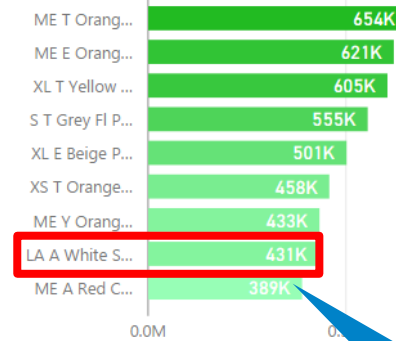 ME T Orang... 654K
ME E Orang... 621K
XL T Yellow ... 605K
S T Grey Fl P... 555K
XL E Beige P... 501K
XS T Orange... 458K
ME Y Orang... 433K
LA A White S... 431K
ME A Red C... 389K
0.0M 0.